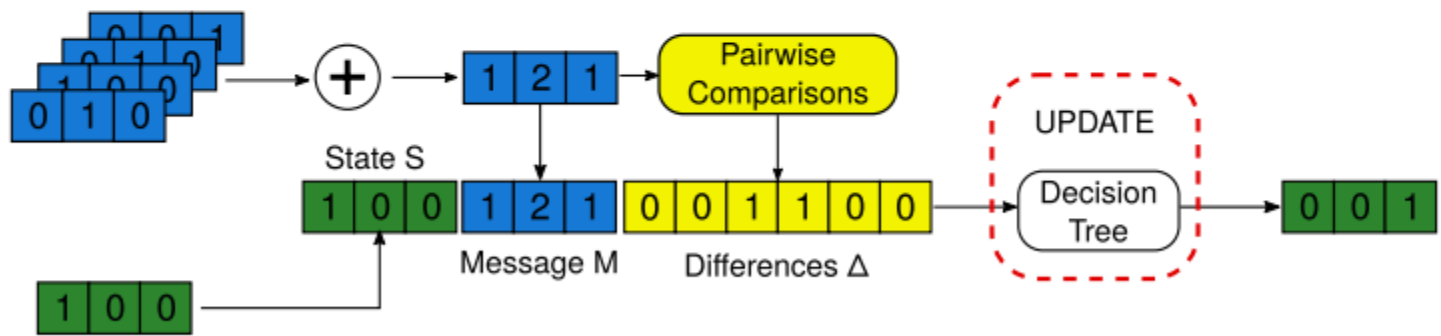 0 0 1
0 1 0
1 0 0
0 1 0
+
1 2 1
Pairwise
Comparisons
UPDATE
State S
1 0 0
1 2 1
0 0 1 1 0 0
Decision
Tree
0 0 1
Message M
Differences Δ
1 0 0